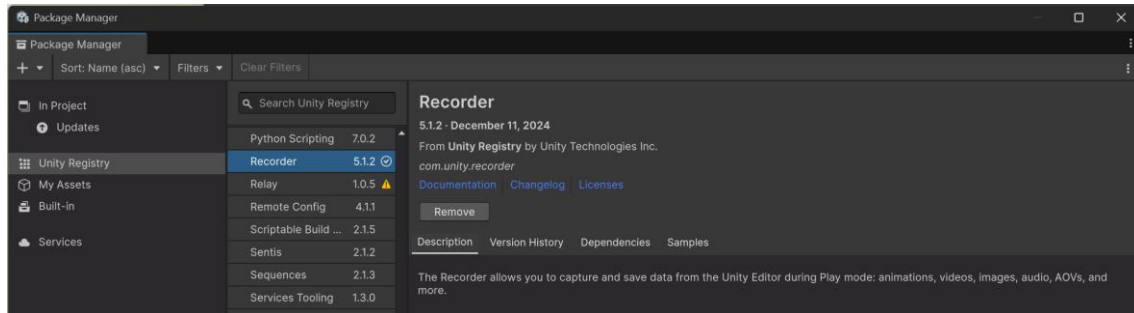 Package Manager
Package Manager
Sort: Name (asc) Filters Clear Filters
In Project
Updates
Unity Registry
My Assets
Built-in
Services
Search Unity Registry
Python Scripting 7.0.2
Recorder 5.1.2
Relay 1.0.5
Remote Config 4.1.1
Scriptable Build ... 2.1.5
Sentis 2.1.2
Sequences 2.1.3
Services Tooling 1.3.0
Recorder
5.1.2 · December 11, 2024
From Unity Registry by Unity Technologies Inc.
com.unity.recorder
Documentation Changelog Licenses
Remove
Description Version History Dependencies Samples
The Recorder allows you to capture and save data from the Unity Editor during Play mode: animations, videos, images, audio, AOVs, and
more.